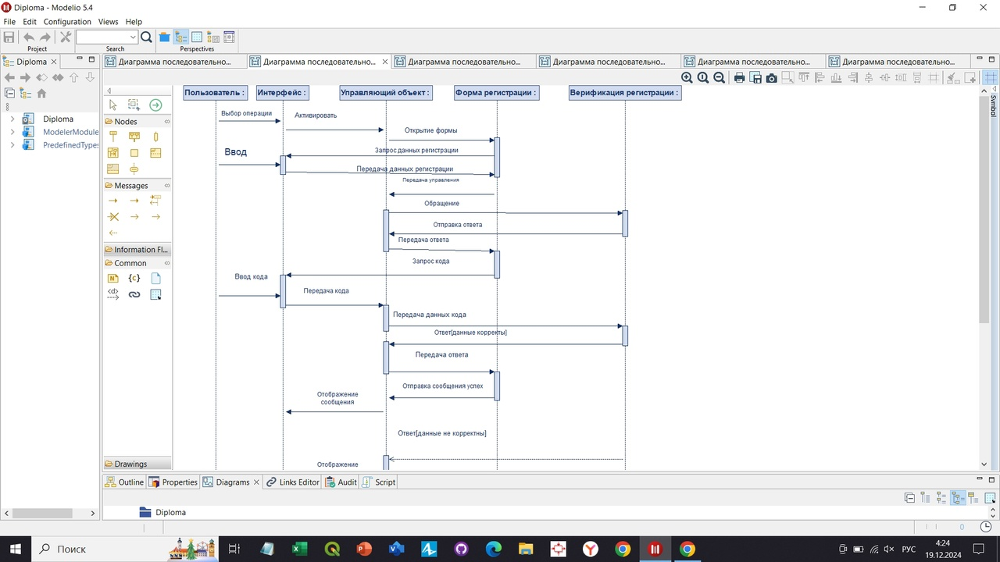 Diploma - Modelio 5.4
File Edit Configuration Views Help
Project Search Perspectives
Diploma
Диаграмма последовательно...
Диаграмма последовательно...
Диаграмма последовательно...
Диаграмма последовательно...
Диаграмма последовательно...
Диаграмма последовательно...
Diploma
ModelerModule
PredefinedTypes
Nodes
Messages
Information Fl...
Common
N
{c}
<d>
Drawings
Symbol
Пользователь :
Интерфейс :
Управляющий объект :
Форма регистрации :
Верификация регистрации :
Выбор операции
Активировать
Открытие формы
Запрос данных регистрации
Ввод
Передача данных регистрации
Передача управления
Обращение
Отправка ответа
Передача ответа
Запрос кода
Ввод кода
Передача кода
Передача данных кода
Ответ[данные корректы]
Передача ответа
Отправка сообщения успех
Отображение
сообщения
Ответ[данные не корректны]
Отображение
Outline Properties Diagrams Links Editor Audit Script
Diploma
0
Поиск
РУС
4:24
19.12.2024